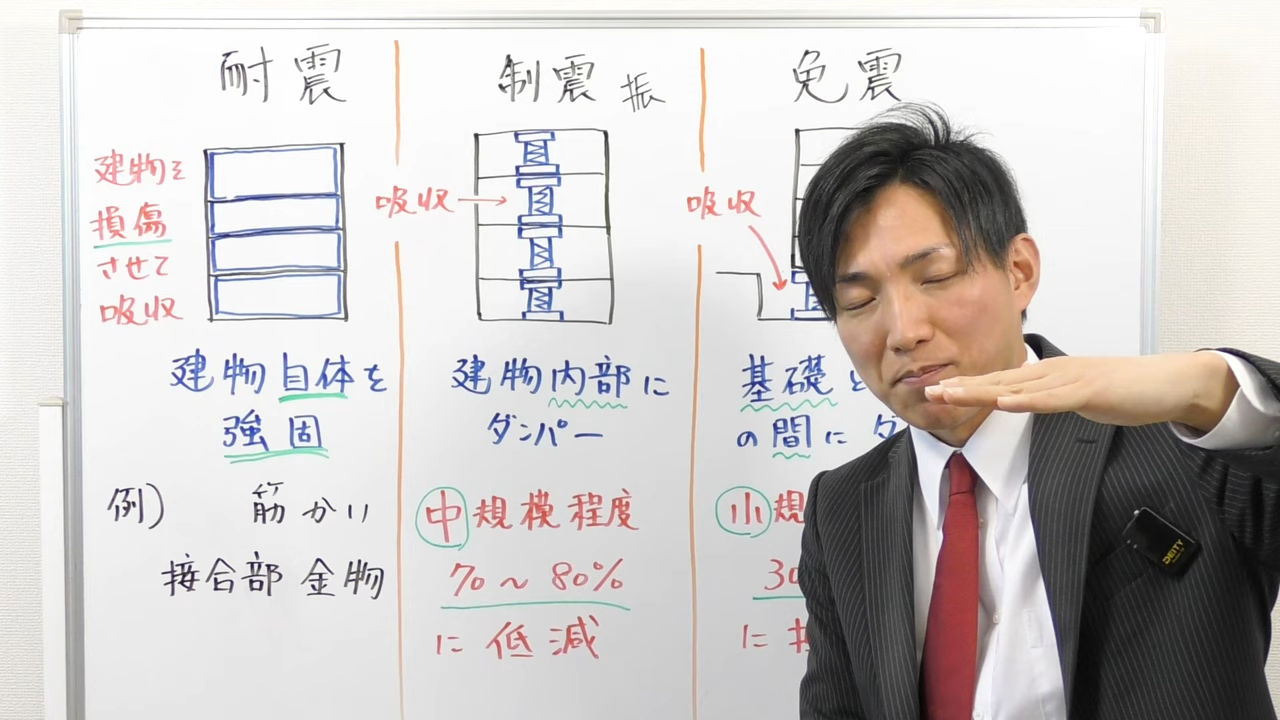 耐震
建物を
損傷
させて
吸収
建物自体を
強固
例) 筋かい
接合部金物
制震 振
吸収
建物内部に
ダンパー
中規模程度
70～80%
に低減
免震
吸収
基礎と
の間にダ
小規
30
に
DEITY